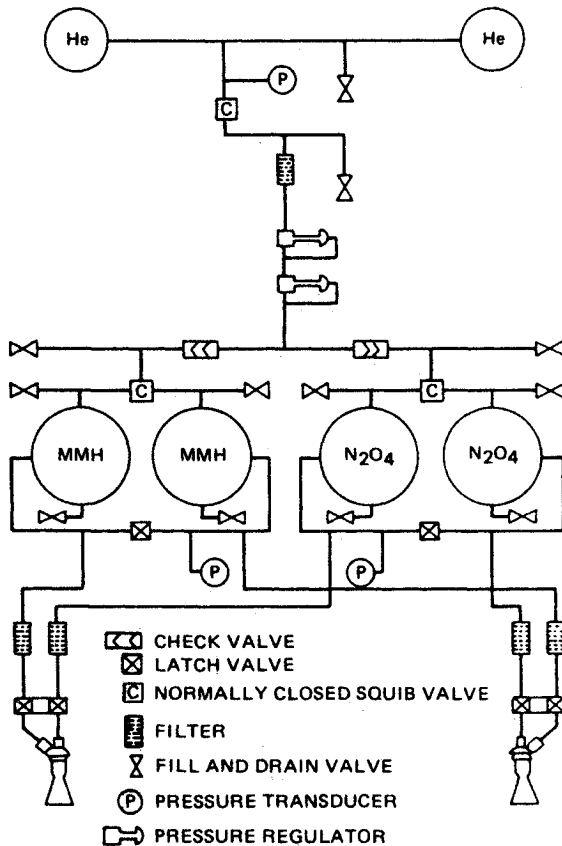 He He
P
C
C C
MMH MMH N2O4 N2O4
P P
CHECK VALVE
LATCH VALVE
C NORMALLY CLOSED SQUIB VALVE
FILTER
FILL AND DRAIN VALVE
P PRESSURE TRANSDUCER
PRESSURE REGULATOR